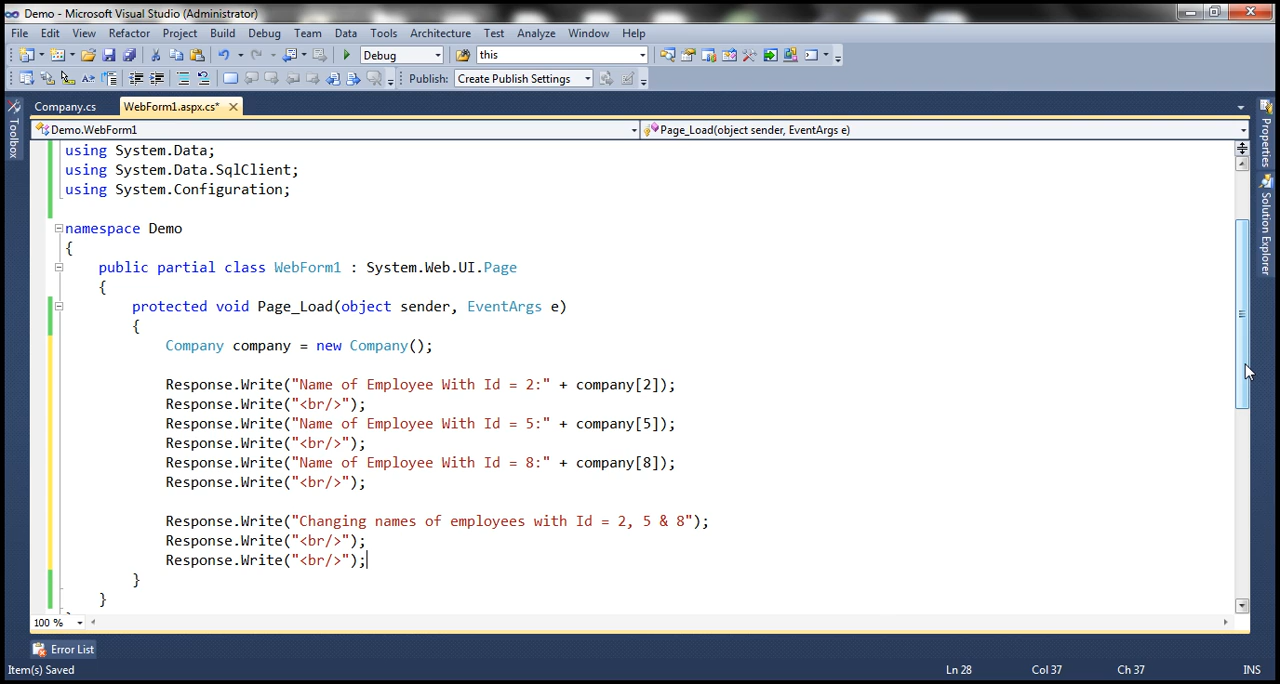 Demo - Microsoft Visual Studio (Administrator)
File Edit View Refactor Project Build Debug Team Data Tools Architecture Test Analyze Window Help
Debug this
Publish: Create Publish Settings
Company.cs WebForm1.aspx.cs*
Toolbox
Demo.WebForm1 Page_Load(object sender, EventArgs e)
Properties
Solution Explorer
using System.Data;
using System.Data.SqlClient;
using System.Configuration;
namespace Demo
{
public partial class WebForm1 : System.Web.UI.Page
{
protected void Page_Load(object sender, EventArgs e)
{
Company company = new Company();
Response.Write("Name of Employee With Id = 2:" + company[2]);
Response.Write("<br/>");
Response.Write("Name of Employee With Id = 5:" + company[5]);
Response.Write("<br/>");
Response.Write("Name of Employee With Id = 8:" + company[8]);
Response.Write("<br/>");
Response.Write("Changing names of employees with Id = 2, 5 & 8");
Response.Write("<br/>");
Response.Write("<br/>");
}
}
100 %
Error List
Item(s) Saved Ln 28 Col 37 Ch 37 INS